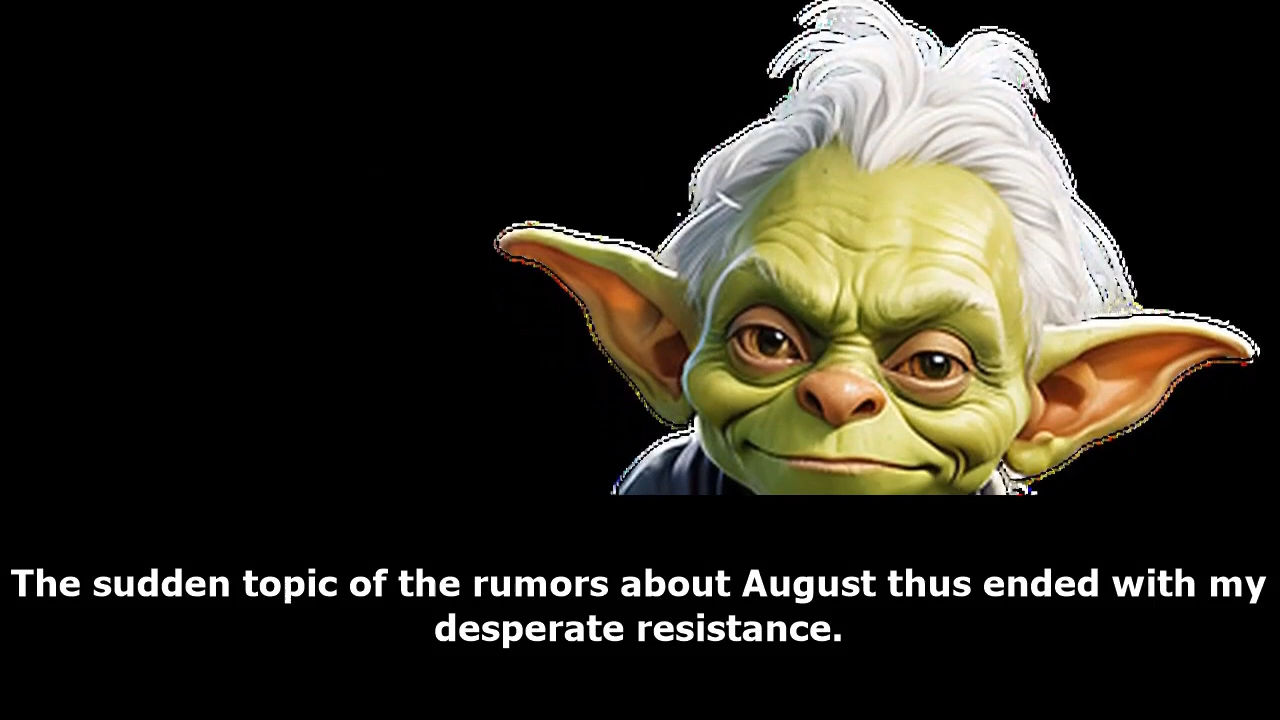 The sudden topic of the rumors about August thus ended with my
desperate resistance.